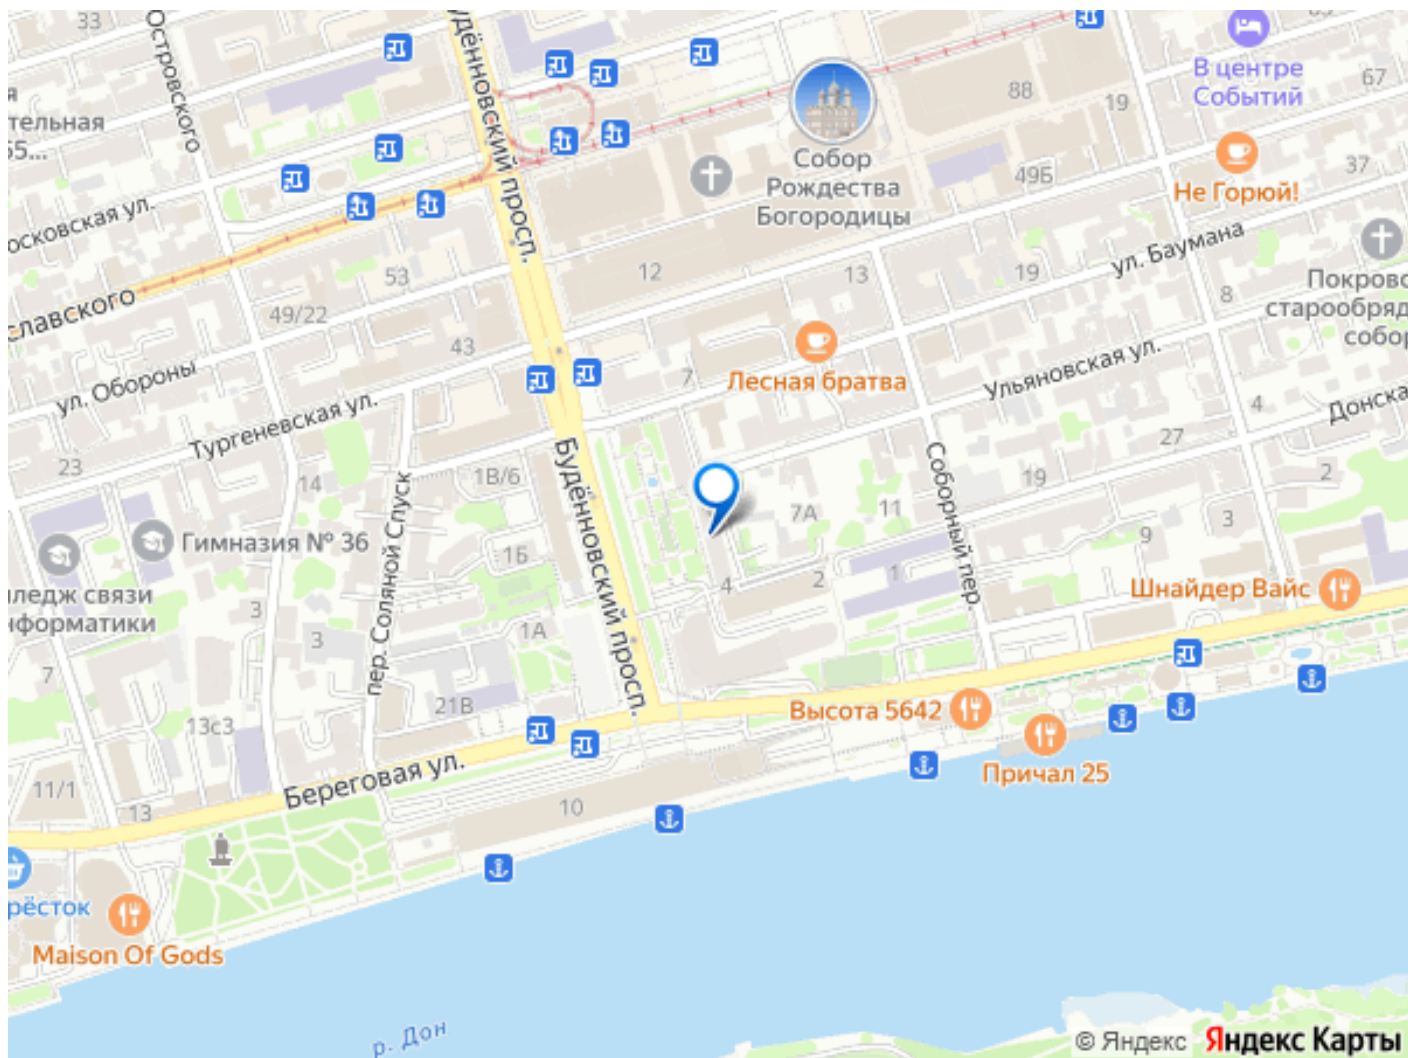 33
Островского
Будённовский просп.
В центре
Событий
67
88
19
тельная
Собор
Рождества
Богородицы
49Б
37
Не Горюй!
осковская ул.
ул. Баумана
53
12
13
19
8
Покровс
старообряд
собор
славского
49/22
43
ул. Обороны
7
Лесная братва
Ульяновская ул.
4
Донска
Тургеневская ул.
23
14
1В/6
Будённовский просп.
Соборный пер.
27
19
2
7А
11
3
9
Гимназия № 36
1Б
лледж связи
нформатики
пер. Соляной Спуск
4
2
1
Шнайдер Вайс
3
3
1А
7
21В
13с3
Высота 5642
Причал 25
Береговая ул.
11/1
13
10
рёсток
Maison Of Gods
р. Дон
© Яндекс Яндекс Карты